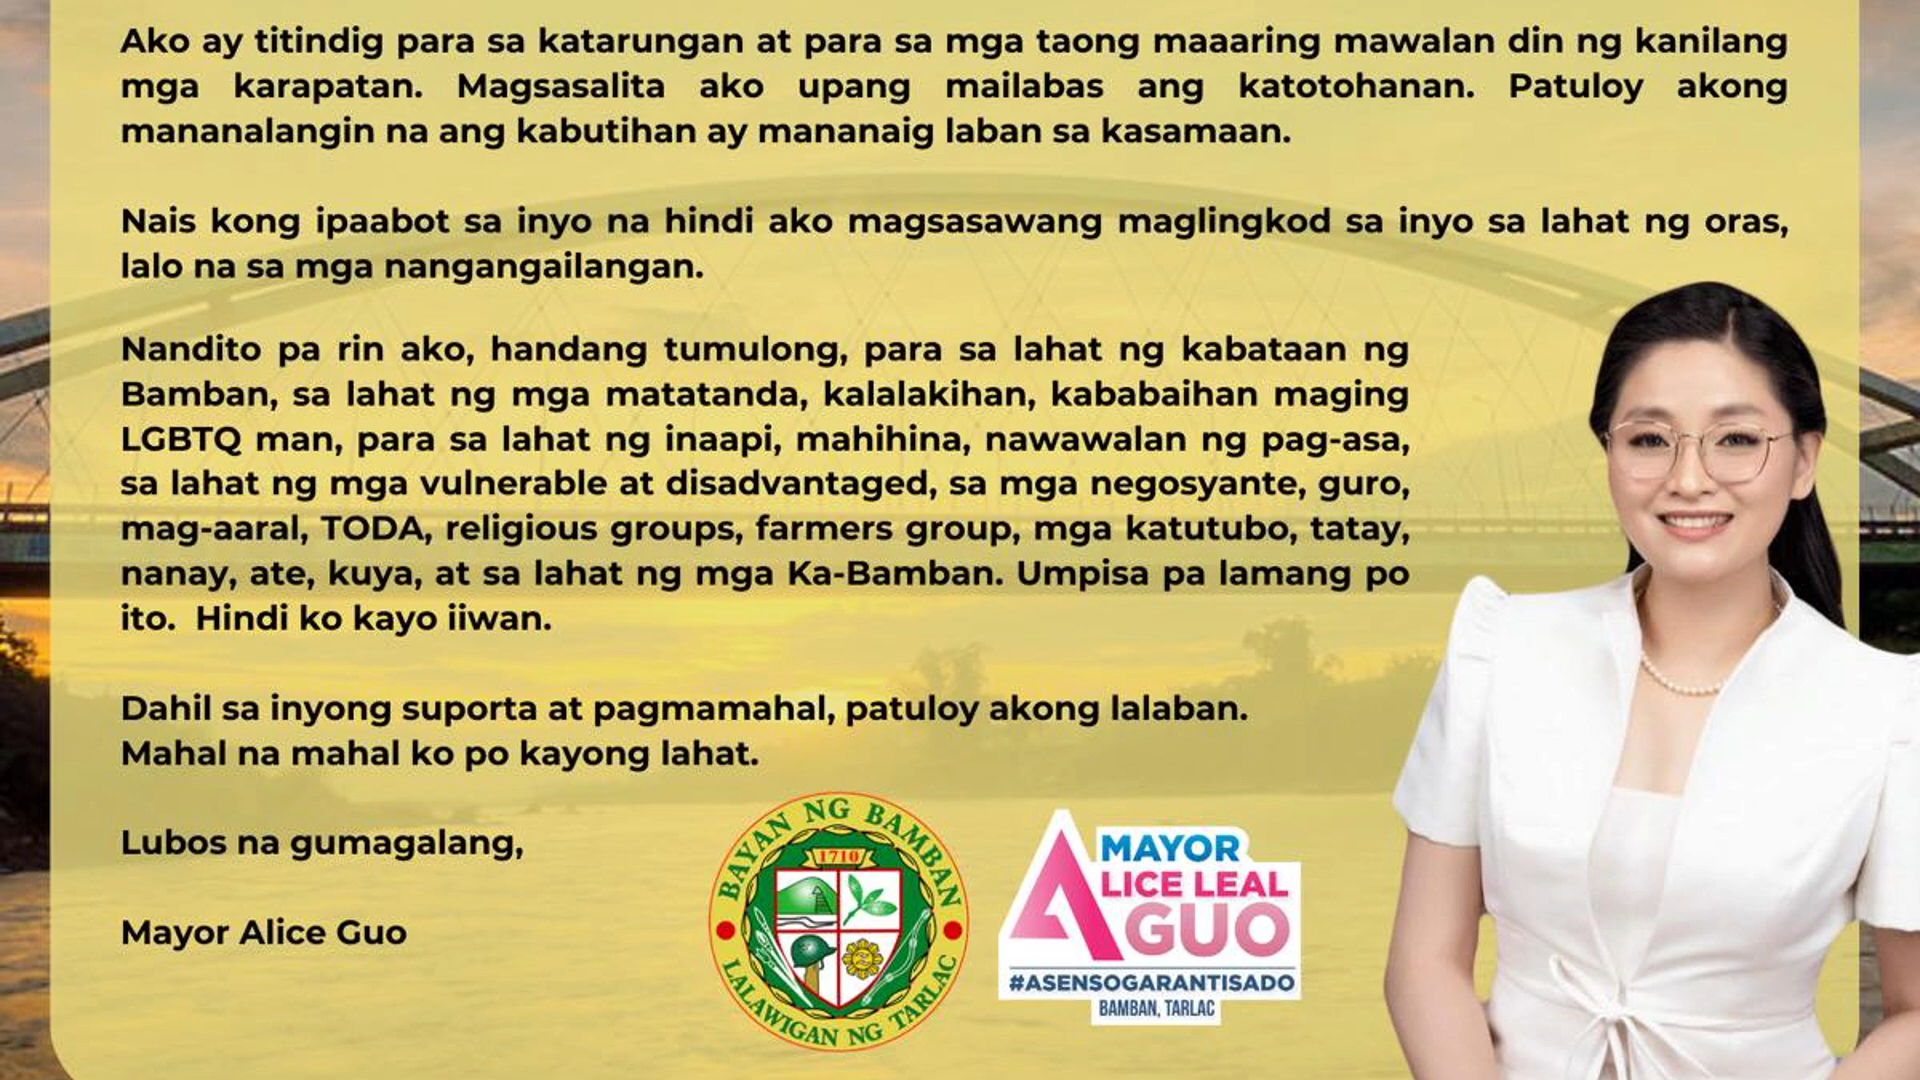 Ako ay titindig para sa katarungan at para sa mga taong maaaring mawalan din ng kanilang
mga karapatan. Magsasalita ako upang mailabas ang katotohanan. Patuloy akong
mananalangin na ang kabutihan ay mananaig laban sa kasamaan.
Nais kong ipaabot sa inyo na hindi ako magsasawang maglingkod sa inyo sa lahat ng oras,
lalo na sa mga nangangailangan.
Nandito pa rin ako, handang tumulong, para sa lahat ng kabataan ng
Bamban, sa lahat ng mga matatanda, kalalakihan, kababaihan maging
LGBTQ man, para sa lahat ng inaapi, mahihina, nawawalan ng pag-asa,
sa lahat ng mga vulnerable at disadvantaged, sa mga negosyante, guro,
mag-aaral, TODA, religious groups, farmers group, mga katutubo, tatay,
nanay, ate, kuya, at sa lahat ng mga Ka-Bamban. Umpisa pa lamang po
ito.  Hindi ko kayo iiwan.
Dahil sa inyong suporta at pagmamahal, patuloy akong lalaban.
Mahal na mahal ko po kayong lahat.
Lubos na gumagalang,
Mayor Alice Guo
BAYAN NG BAMBAN
1710
LALAWIGAN NG TARLAC
MAYOR
ALICE LEAL
GUO
#ASENSOGARANTISADO
BAMBAN, TARLAC